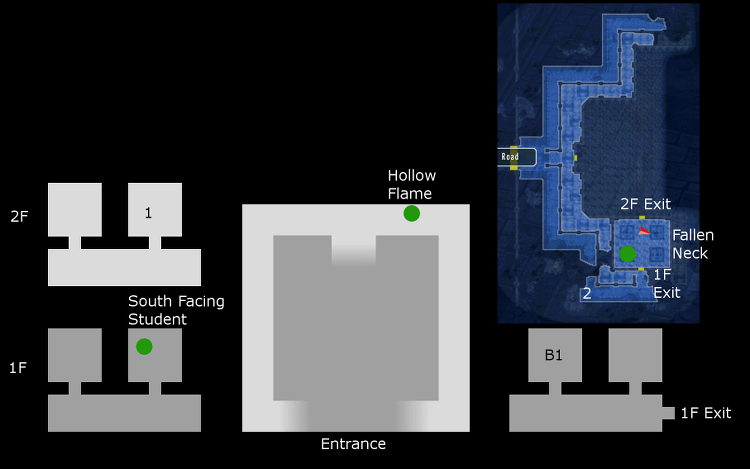 Hollow
Flame
Road
2F Exit
2F
1
Fallen
Neck
1F
Exit
2
South Facing
Student
1F
B1
1F Exit
Entrance